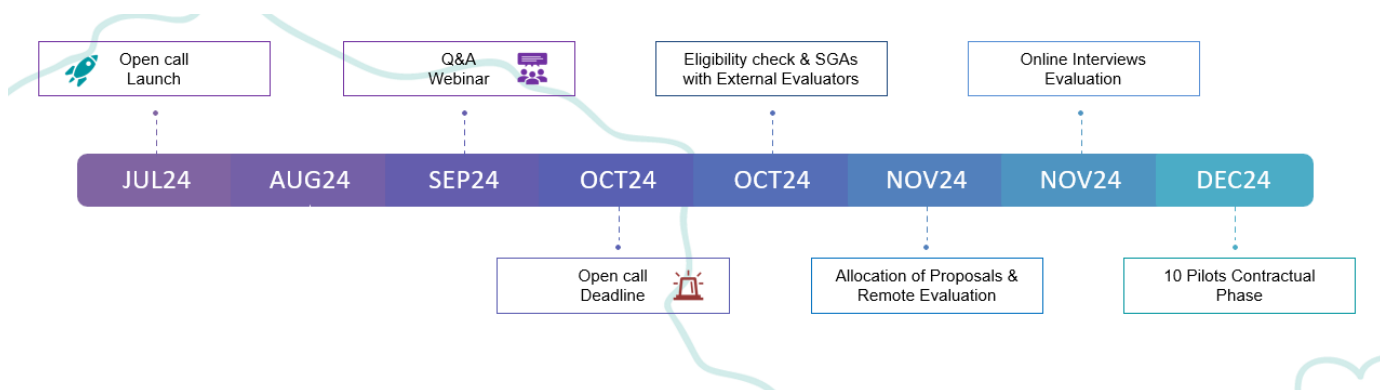 Open call
Launch
Q&A
Webinar
Eligibility check & SGAs
with External Evaluators
Online Interviews
Evaluation
JUL24
AUG24
SEP24
OCT24
OCT24
NOV24
NOV24
DEC24
Open call
Deadline
Allocation of Proposals &
Remote Evaluation
10 Pilots Contractual
Phase